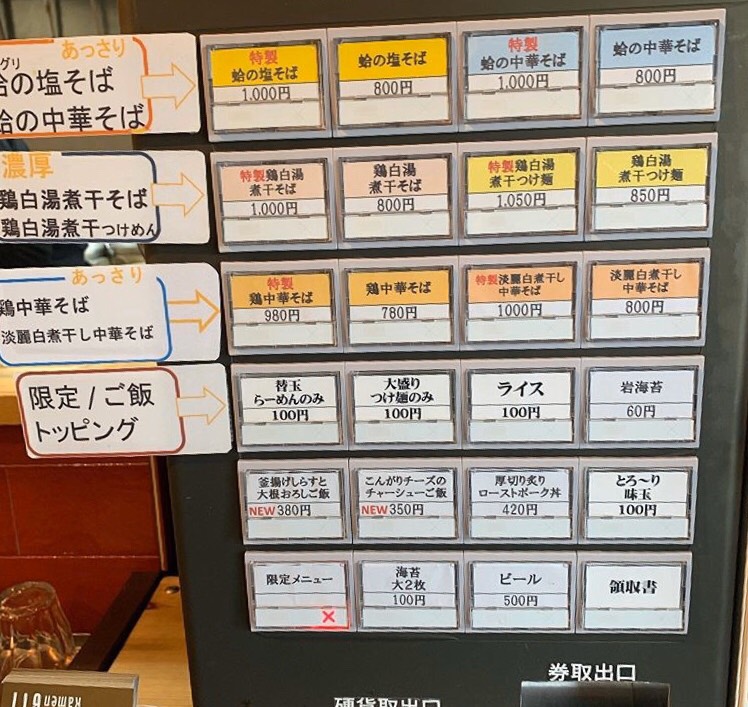 あっさり
グリ
蛤の塩そば
蛤の中華そば
特製
蛤の塩そば
1,000円
蛤の塩そば
800円
特製
蛤の中華そば
1,000円
蛤の中華そば
800円
濃厚
鶏白湯煮干そば
鶏白湯煮干つけめん
特製鶏白湯
煮干そば
1,000円
鶏白湯
煮干そば
800円
特製鶏白湯
煮干つけ麺
1,050円
鶏白湯
煮干つけ麺
850円
あっさり
鶏中華そば
淡麗白煮干し中華そば
特製
鶏中華そば
980円
鶏中華そば
780円
特製淡麗白煮干し
中華そば
1000円
淡麗白煮干し
中華そば
800円
限定/ご飯
トッピング
替玉
らーめんのみ
100円
大盛り
つけ麺のみ
100円
ライス
100円
岩海苔
60円
釜揚げしらすと
大根おろしご飯
NEW 380円
こんがりチーズの
チャーシューご飯
NEW 350円
厚切り炙り
ローストポーク丼
420円
とろ〜り
味玉
100円
限定メニュー
×
海苔
大2枚
100円
ビール
500円
領収書
券取出口
硬貨取出口